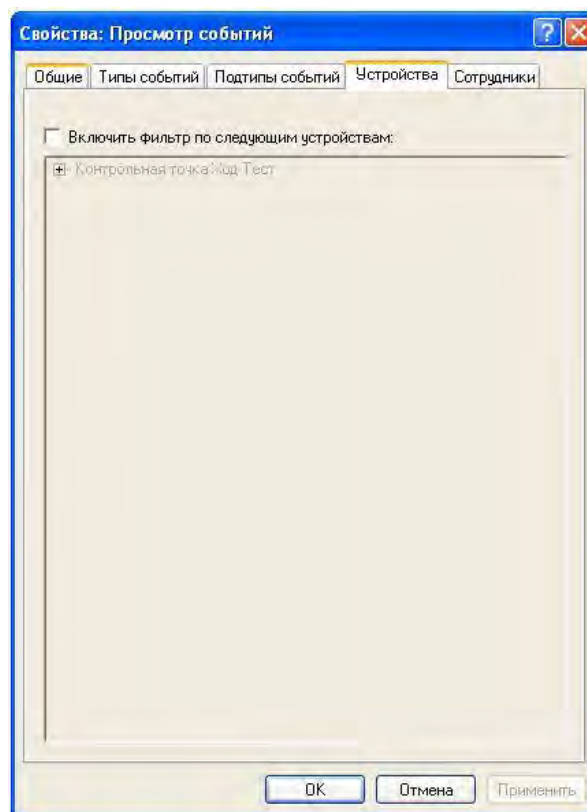 Свойства: Просмотр событий
Общие Типы событий Подтипы событий Устройства Сотрудники
Включить фильтр по следующим устройствам:
Контрольная точка Ход Тест
OK Отмена Применить